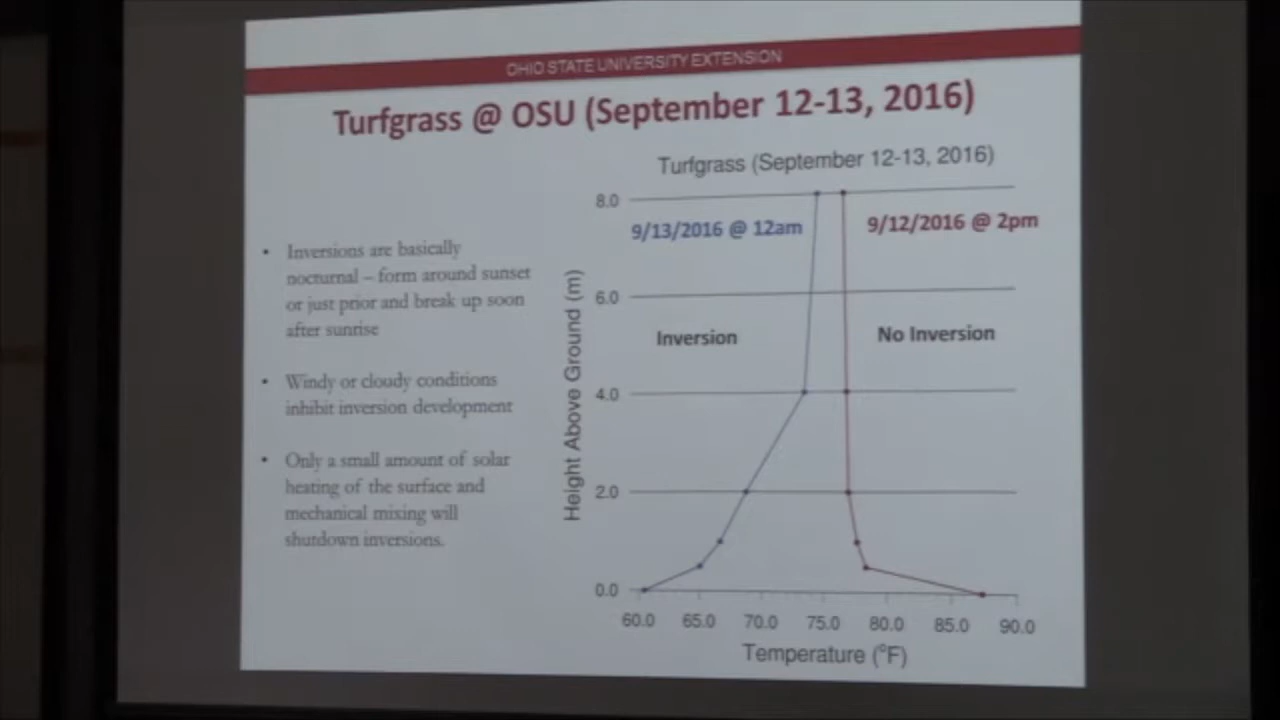 OHIO STATE UNIVERSITY EXTENSION
Turfgrass @ OSU (September 12-13, 2016)
• Inversions are basically
nocturnal – form around sunset
or just prior and break up soon
after sunrise
• Windy or cloudy conditions
inhibit inversion development
• Only a small amount of solar
heating of the surface and
mechanical mixing will
shutdown inversions.
Turfgrass (September 12-13, 2016)
8.0
9/13/2016 @ 12am
9/12/2016 @ 2pm
6.0
Inversion
No Inversion
4.0
2.0
0.0
Height Above Ground (m)
60.0 65.0 70.0 75.0 80.0 85.0 90.0
Temperature (°F)